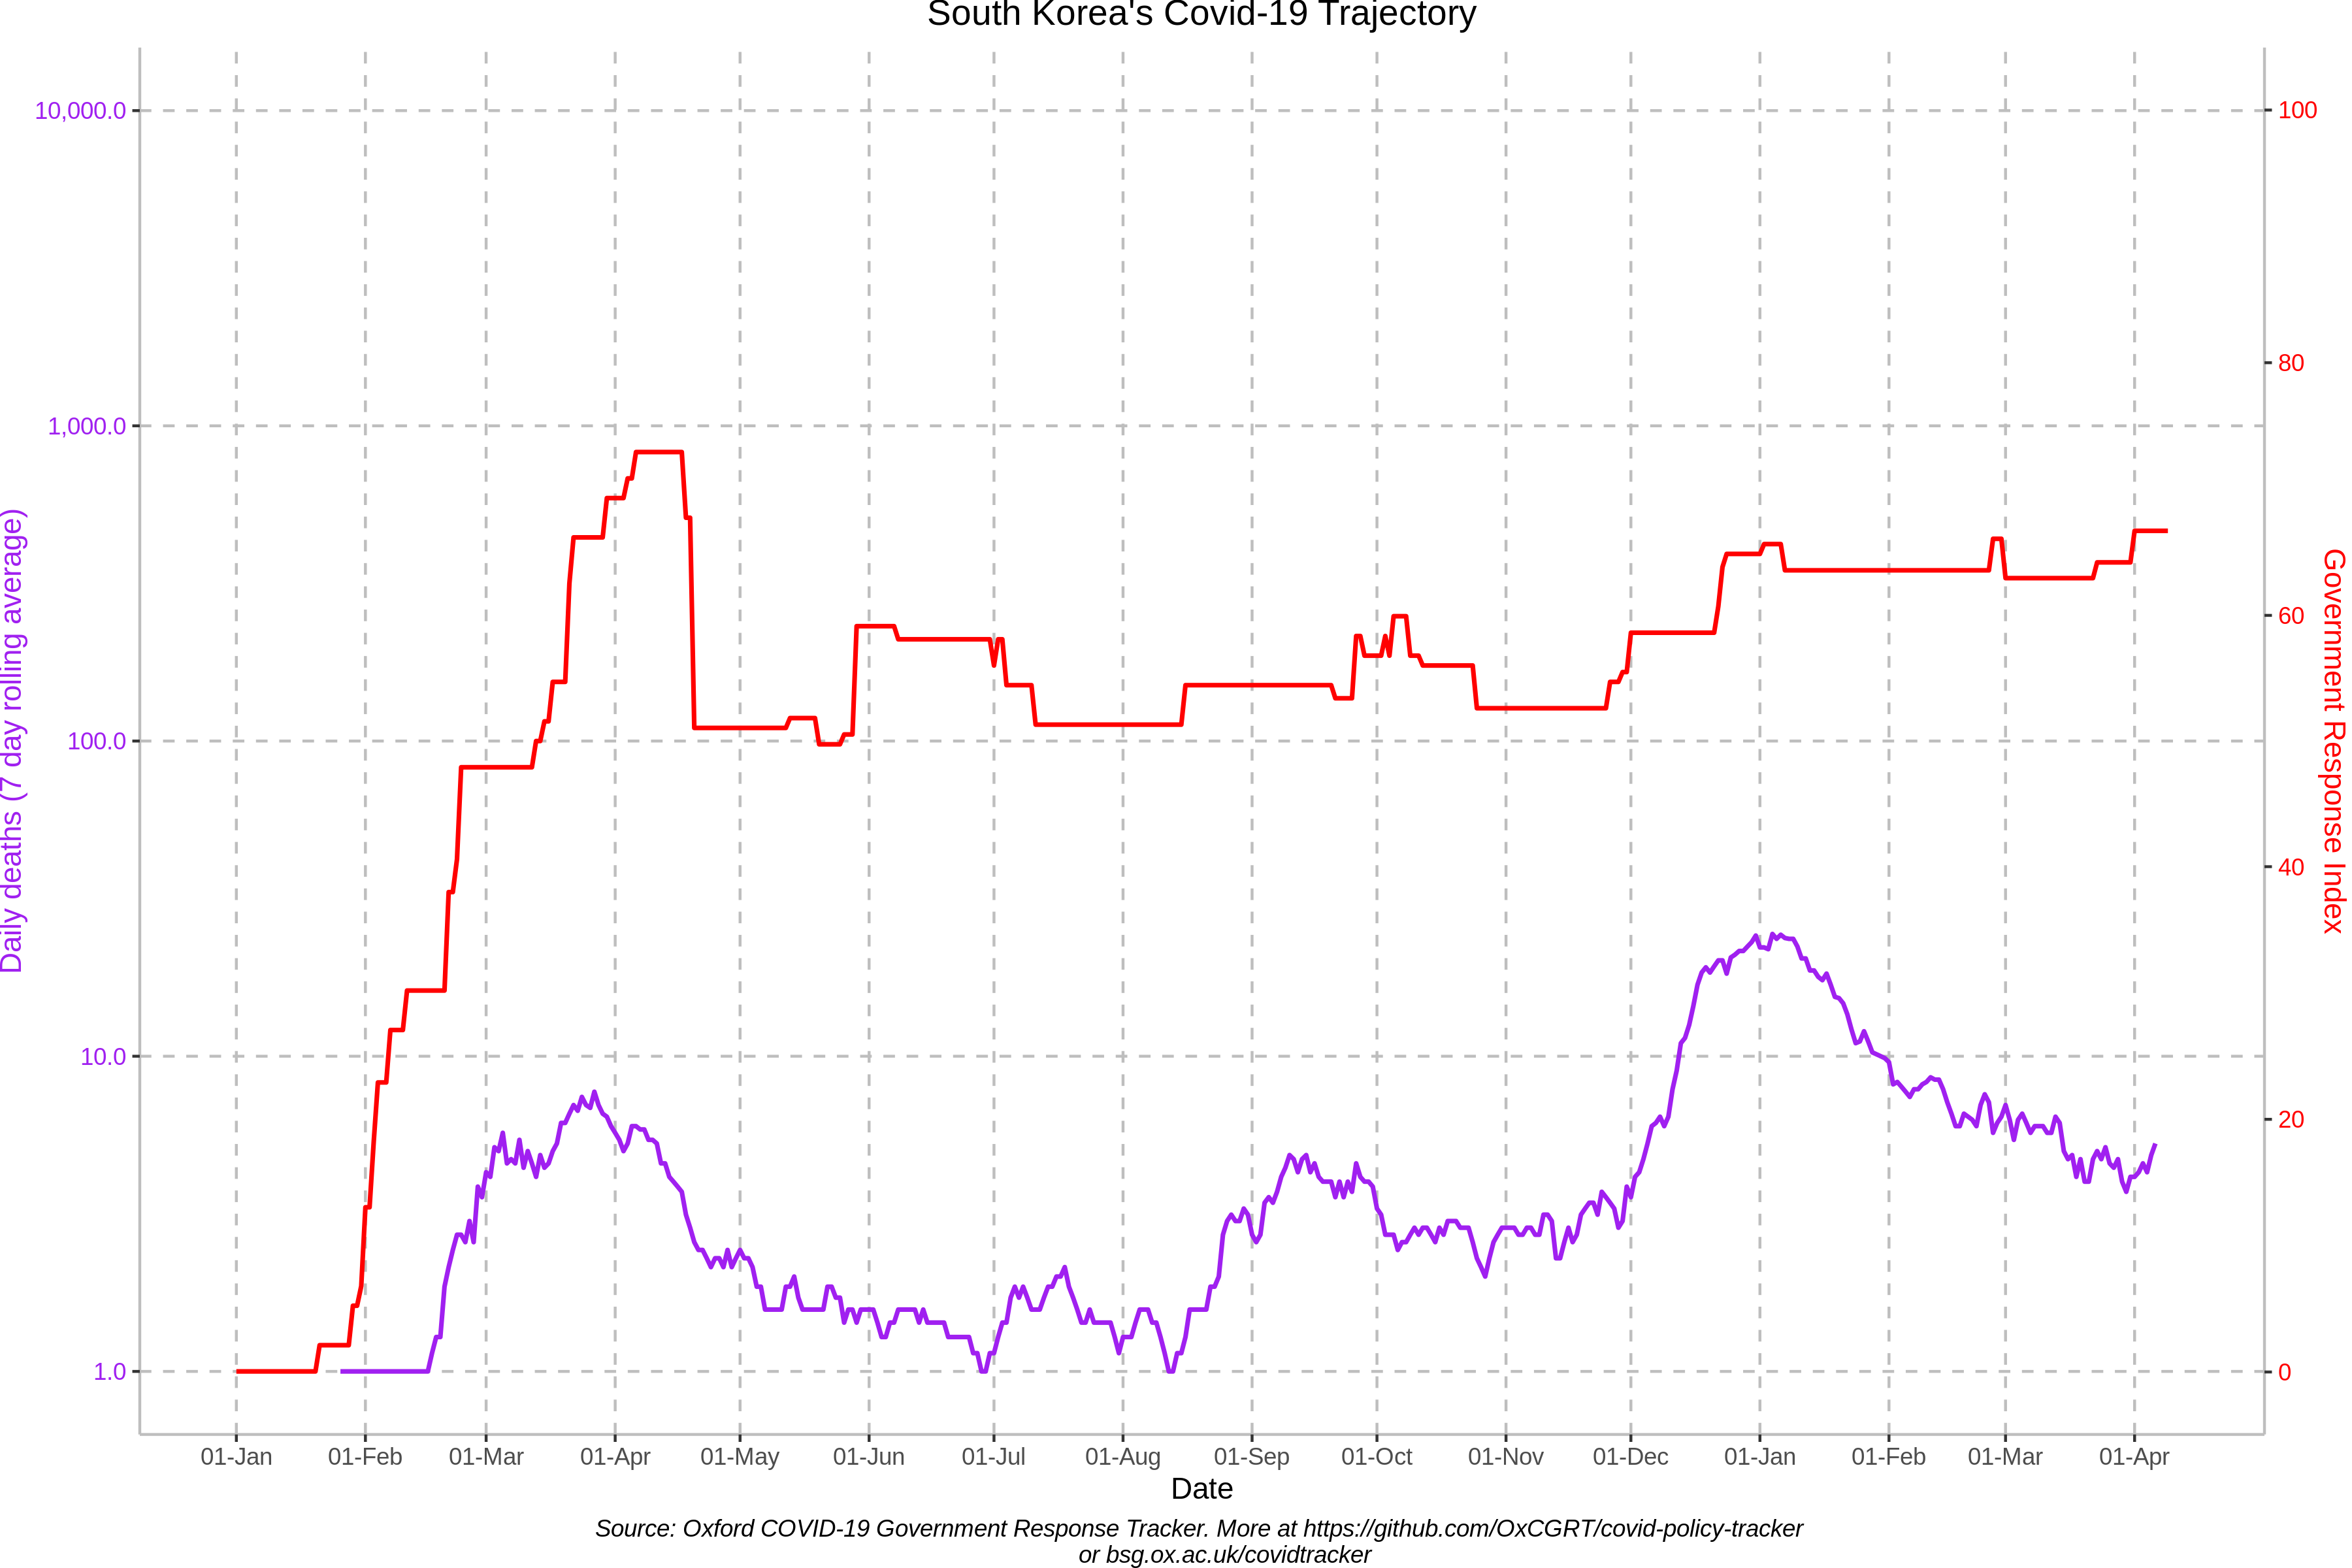 South Korea's Covid-19 Trajectory
10,000.0
1,000.0
100.0
10.0
1.0
Daily deaths (7 day rolling average)
100
80
60
40
20
0
Government Response Index
01-Jan 01-Feb 01-Mar 01-Apr 01-May 01-Jun 01-Jul 01-Aug 01-Sep 01-Oct 01-Nov 01-Dec 01-Jan 01-Feb 01-Mar 01-Apr
Date
Source: Oxford COVID-19 Government Response Tracker. More at https://github.com/OxCGRT/covid-policy-tracker
or bsg.ox.ac.uk/covidtracker